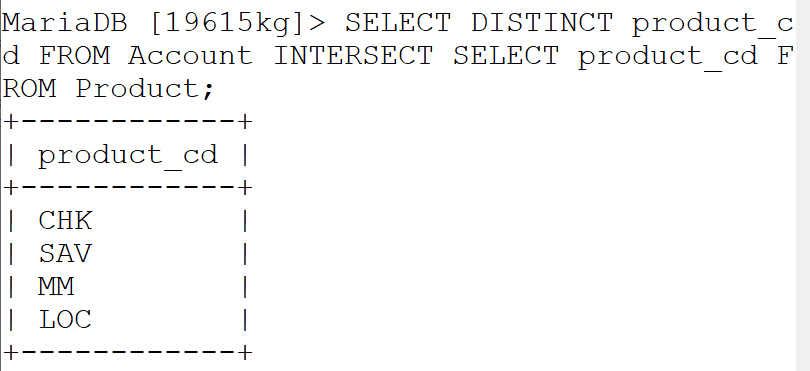 MariaDB [19615kg]> SELECT DISTINCT product_c
d FROM Account INTERSECT SELECT product_cd F
ROM Product;
+------------+
| product_cd |
+------------+
| CHK        |
| SAV        |
| MM         |
| LOC        |
+------------+